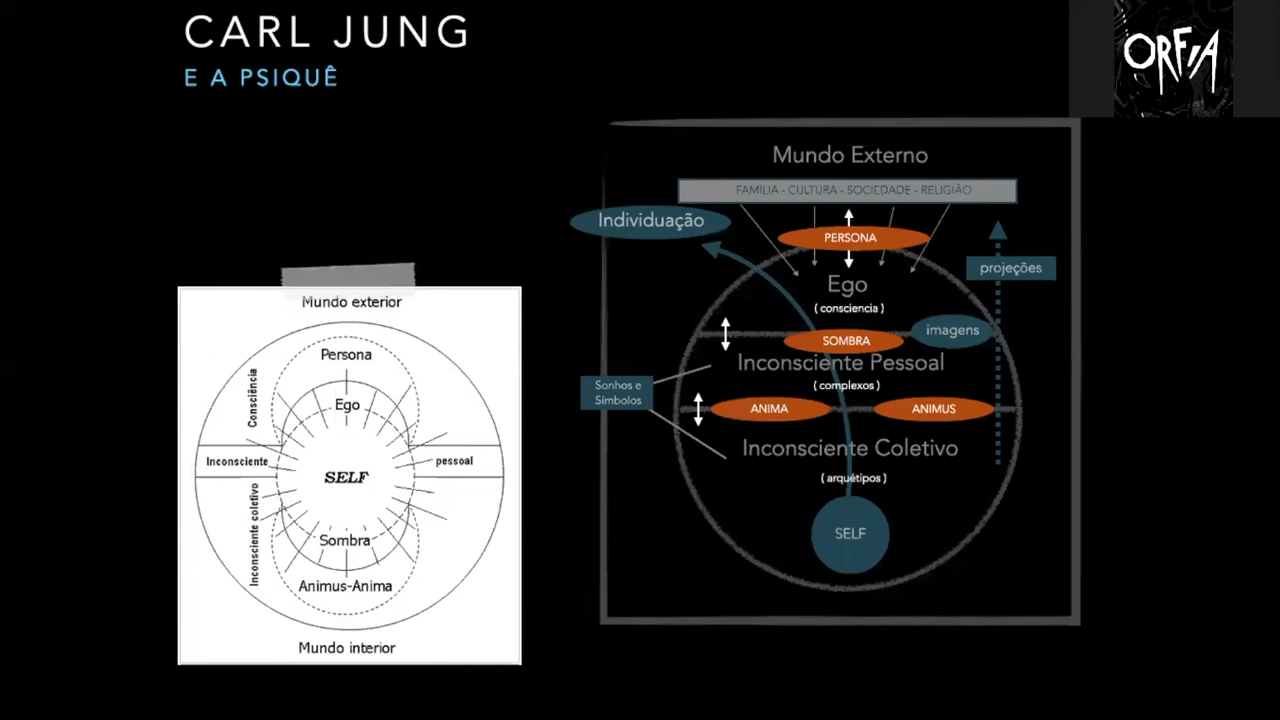 CARL JUNG
E A PSIQUÊ
ORFIA
Mundo exterior
Persona
Consciência
Ego
Inconsciente
pessoal
SELF
Inconsciente coletivo
Sombra
Animus-Anima
Mundo interior
Mundo Externo
FAMÍLIA - CULTURA - SOCIEDADE - RELIGIÃO
Individuação
PERSONA
projeções
Ego
( consciencia )
imagens
SOMBRA
Inconsciente Pessoal
( complexos )
Sonhos e
Símbolos
ANIMA
ANIMUS
Inconsciente Coletivo
( arquétipos )
SELF